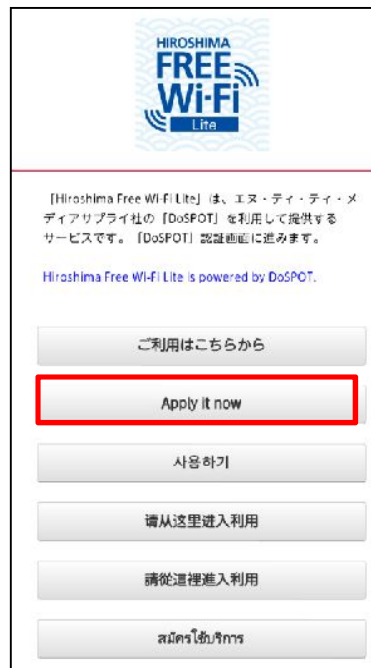 HIROSHIMA
FREE
Wi-Fi
Lite
「Hiroshima Free Wi-Fi Lite」は、エヌ・ティ・ティ・メ
ディアサプライ社の「DoSPOT」を利用して提供する
サービスです。「DoSPOT」認証画面に進みます。
Hiroshima Free Wi-Fi Lite is powered by DoSPOT.
ご利用はこちらから
Apply it now
사용하기
请从这里进入利用
請從這裡進入利用
สมัครใช้บริการ